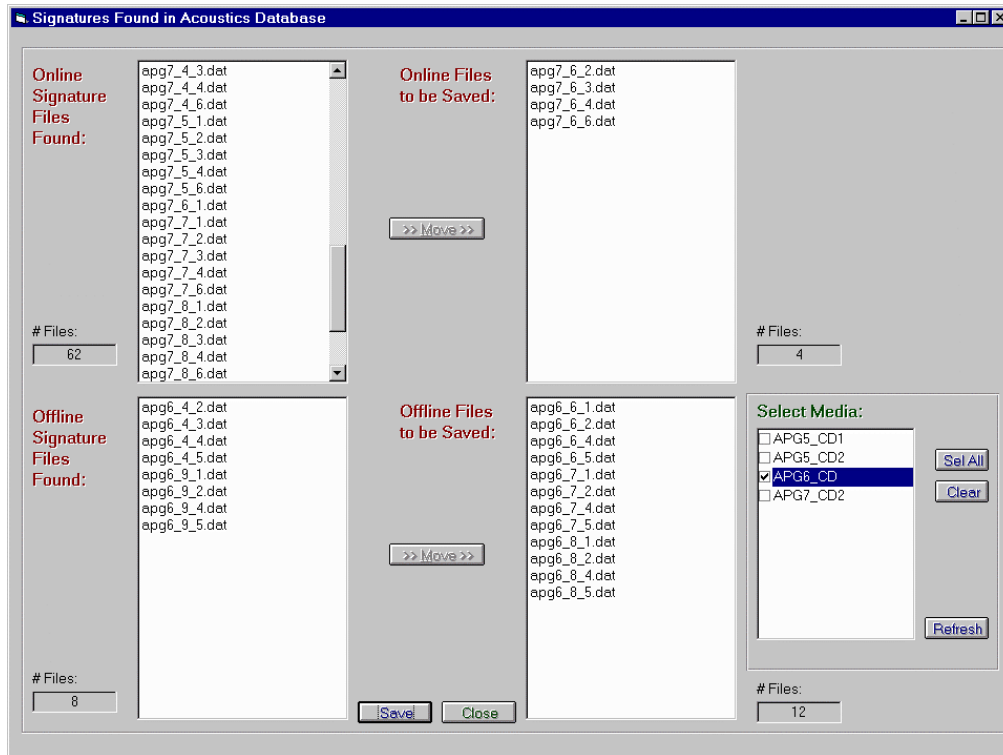 Signatures Found in Acoustics Database
Online
Signature
Files
Found:
apg7_4_3.dat
apg7_4_4.dat
apg7_4_6.dat
apg7_5_1.dat
apg7_5_2.dat
apg7_5_3.dat
apg7_5_4.dat
apg7_5_6.dat
apg7_6_1.dat
apg7_7_1.dat
apg7_7_2.dat
apg7_7_3.dat
apg7_7_4.dat
apg7_7_6.dat
apg7_8_1.dat
apg7_8_2.dat
apg7_8_3.dat
apg7_8_4.dat
apg7_8_6.dat
# Files:
62
Online Files
to be Saved:
>> Move >>
apg7_6_2.dat
apg7_6_3.dat
apg7_6_4.dat
apg7_6_6.dat
# Files:
4
Offline
Signature
Files
Found:
apg6_4_2.dat
apg6_4_3.dat
apg6_4_4.dat
apg6_4_5.dat
apg6_9_1.dat
apg6_9_2.dat
apg6_9_4.dat
apg6_9_5.dat
# Files:
8
Offline Files
to be Saved:
>> Move >>
apg6_6_1.dat
apg6_6_2.dat
apg6_6_4.dat
apg6_6_5.dat
apg6_7_1.dat
apg6_7_2.dat
apg6_7_4.dat
apg6_7_5.dat
apg6_8_1.dat
apg6_8_2.dat
apg6_8_4.dat
apg6_8_5.dat
Select Media:
APG5_CD1
APG5_CD2
APG6_CD
APG7_CD2
Sel All
Clear
Refresh
# Files:
12
Save
Close